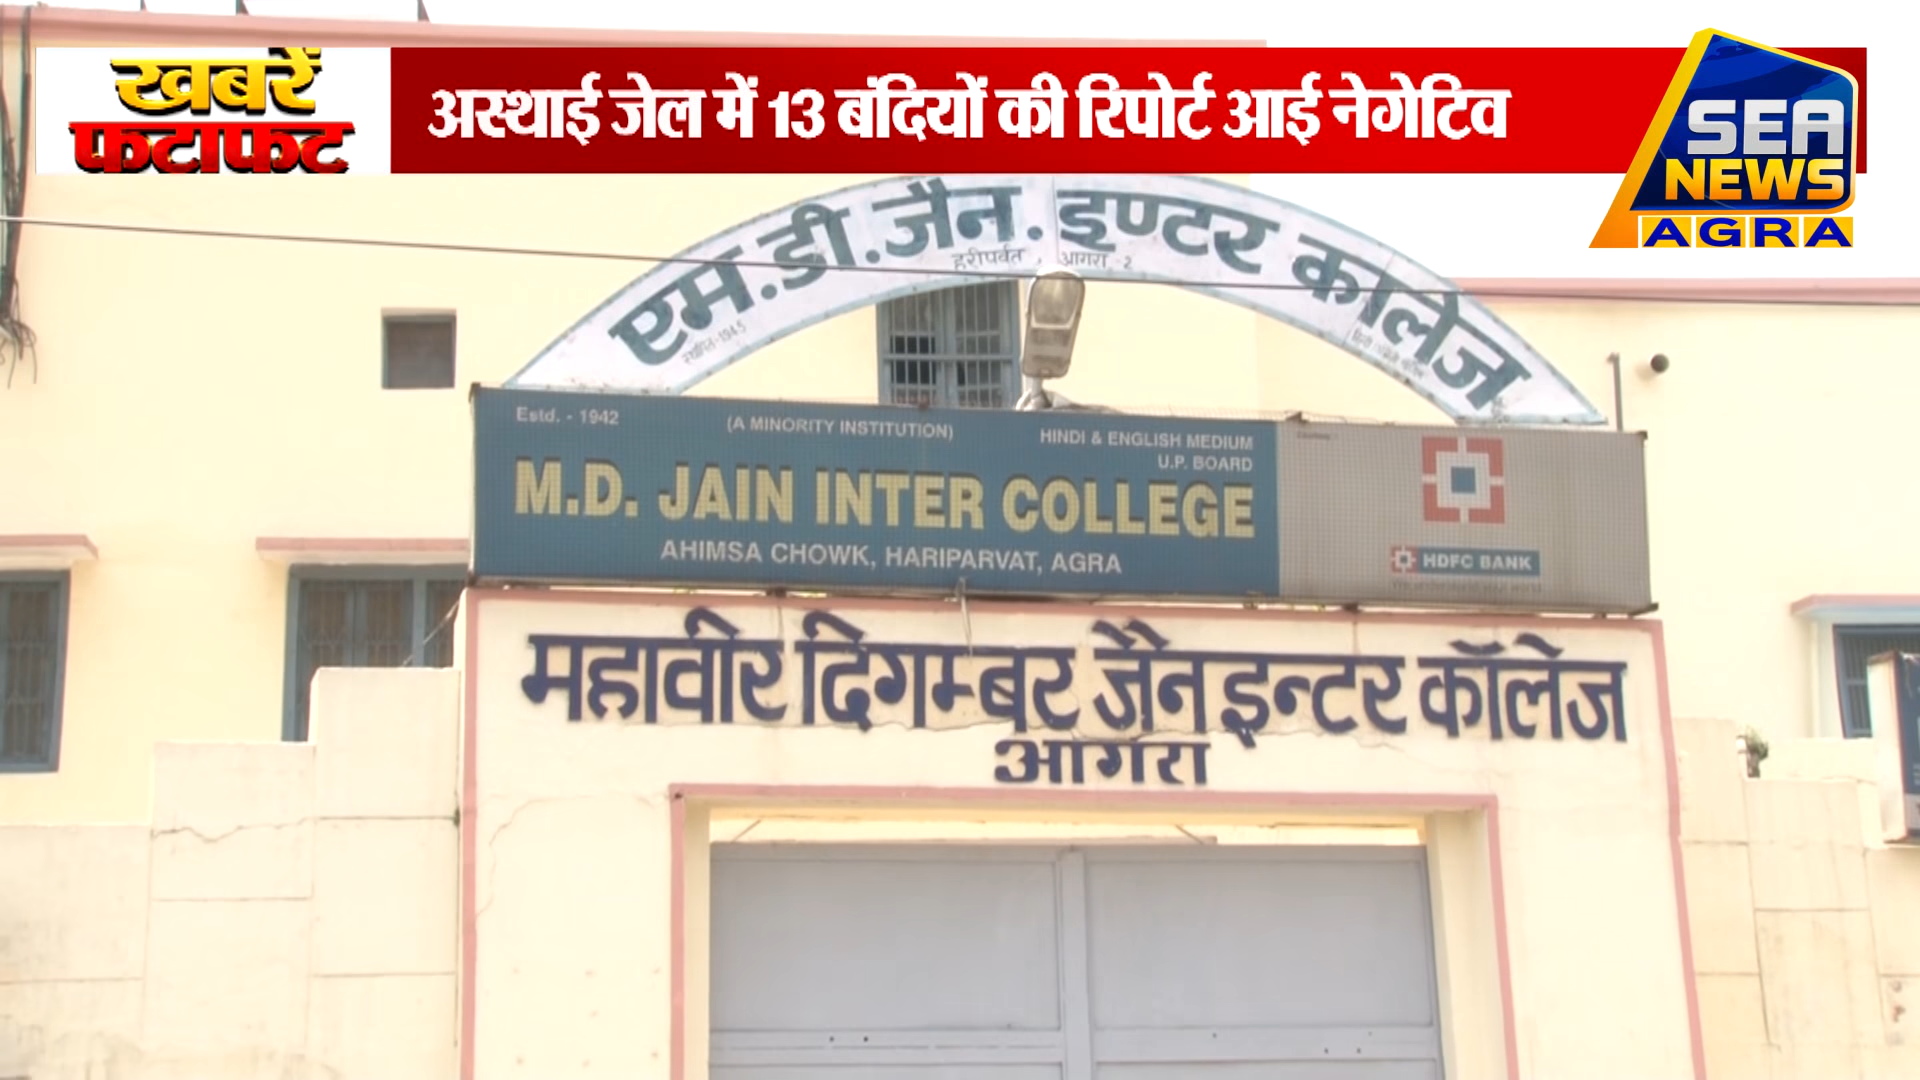 खबरें
फटाफट
अस्थाई जेल में 13 बंदियों की रिपोर्ट आई नेगेटिव
SEA
NEWS
AGRA
एम.डी.जैन.इण्टर कालेज
हरीपर्वत, आगरा-2
स्थापित-1945
Estd. - 1942
(A MINORITY INSTITUTION)
HINDI & ENGLISH MEDIUM
U.P. BOARD
M.D. JAIN INTER COLLEGE
AHIMSA CHOWK, HARIPARVAT, AGRA
HDFC BANK
महावीर दिगम्बर जैन इन्टर कॉलेज
आगरा